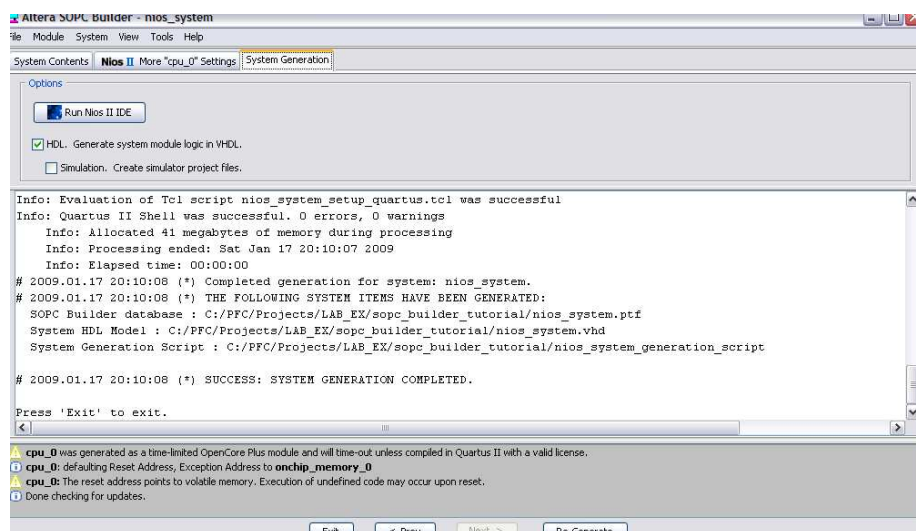 Altera SOPC Builder - nios_system
File Module System View Tools Help
System Contents Nios II More "cpu_0" Settings System Generation
Options
Run Nios II IDE
HDL. Generate system module logic in VHDL.
Simulation. Create simulator project files.
Info: Evaluation of Tcl script nios_system_setup_quartus.tcl was successful
Info: Quartus II Shell was successful. 0 errors, 0 warnings
Info: Allocated 41 megabytes of memory during processing
Info: Processing ended: Sat Jan 17 20:10:07 2009
Info: Elapsed time: 00:00:00
# 2009.01.17 20:10:08 (*) Completed generation for system: nios_system.
# 2009.01.17 20:10:08 (*) THE FOLLOWING SYSTEM ITEMS HAVE BEEN GENERATED:
SOPC Builder database : C:/PFC/Projects/LAB_EX/sopc_builder_tutorial/nios_system.ptf
System HDL Model : C:/PFC/Projects/LAB_EX/sopc_builder_tutorial/nios_system.vhd
System Generation Script : C:/PFC/Projects/LAB_EX/sopc_builder_tutorial/nios_system_generation_script
# 2009.01.17 20:10:08 (*) SUCCESS: SYSTEM GENERATION COMPLETED.
Press 'Exit' to exit.
cpu_0 was generated as a time-limited OpenCore Plus module and will time-out unless compiled in Quartus II with a valid license.
cpu_0: defaulting Reset Address, Exception Address to onchip_memory_0
cpu_0: The reset address points to volatile memory. Execution of undefined code may occur upon reset.
Done checking for updates.
Exit < Prev Next > Re-Generate